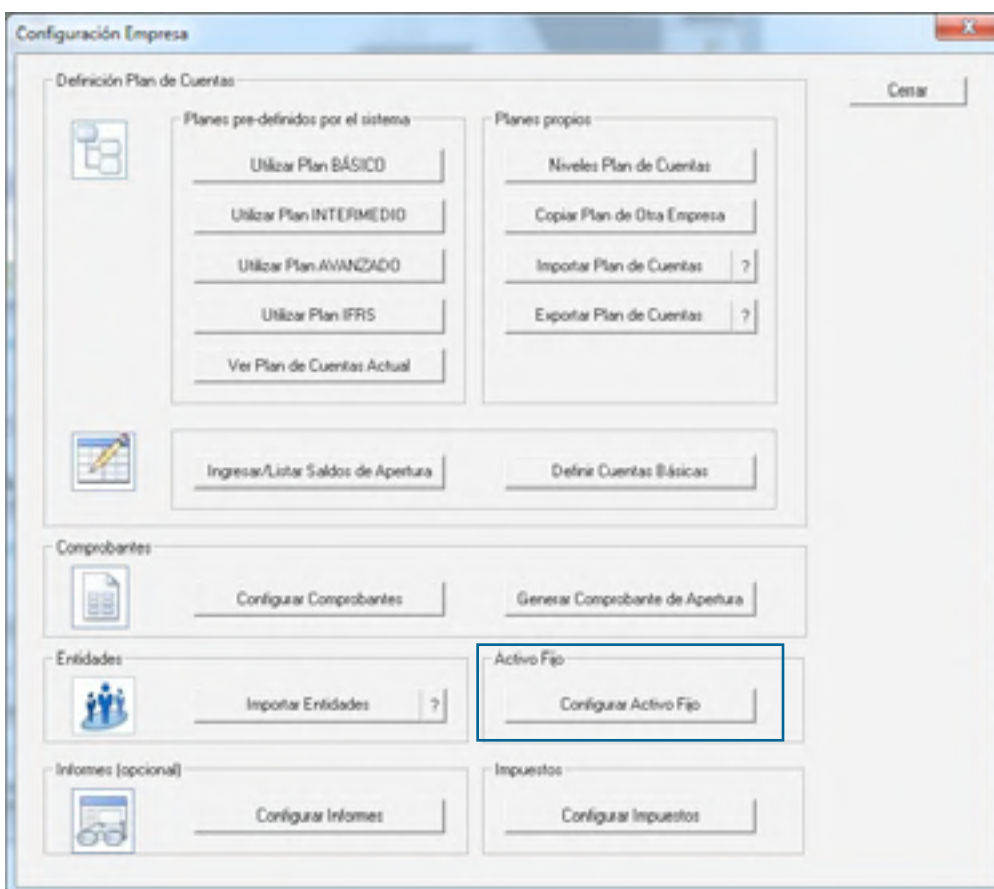 Configuración Empresa
Definición Plan de Cuentas
Cerrar
Planes pre-definidos por el sistema
Planes propios
Utilizar Plan BÁSICO
Niveles Plan de Cuentas
Utilizar Plan INTERMEDIO
Copiar Plan de Otra Empresa
Utilizar Plan AVANZADO
Importar Plan de Cuentas ?
Utilizar Plan IFRS
Exportar Plan de Cuentas ?
Ver Plan de Cuentas Actual
Ingresar/Listar Saldos de Apertura
Definir Cuentas Básicas
Comprobantes
Configurar Comprobantes
Generar Comprobante de Apertura
Entidades
Activo Fijo
Importar Entidades ?
Configurar Activo Fijo
Informes (opcional)
Impuestos
Configurar Informes
Configurar Impuestos